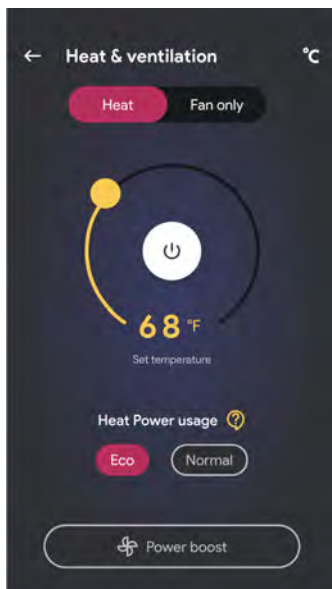 Heat & ventilation °C
Heat Fan only
68 °F
Set temperature
Heat Power usage ?
Eco Normal
Power boost